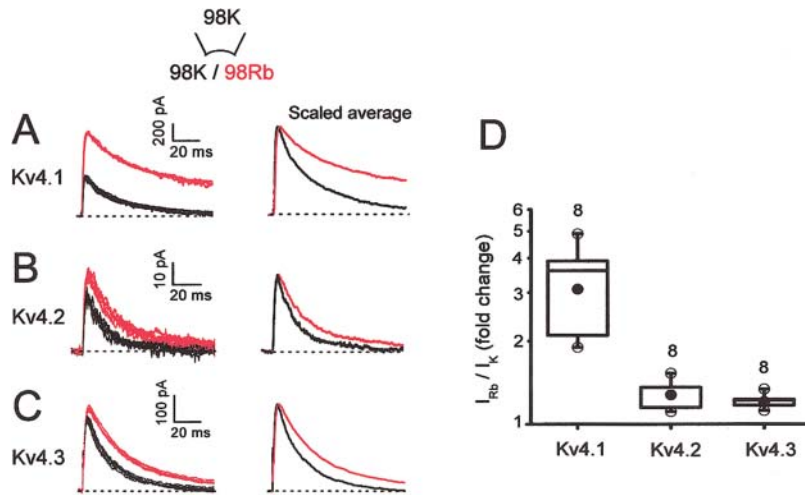 98K
98K / 98Rb
A
Kv4.1
200 pA
20 ms
Scaled average
B
Kv4.2
10 pA
20 ms
C
Kv4.3
100 pA
20 ms
D
I_Rb / I_K (fold change)
6
5
4
3
2
1
8
8
8
Kv4.1
Kv4.2
Kv4.3